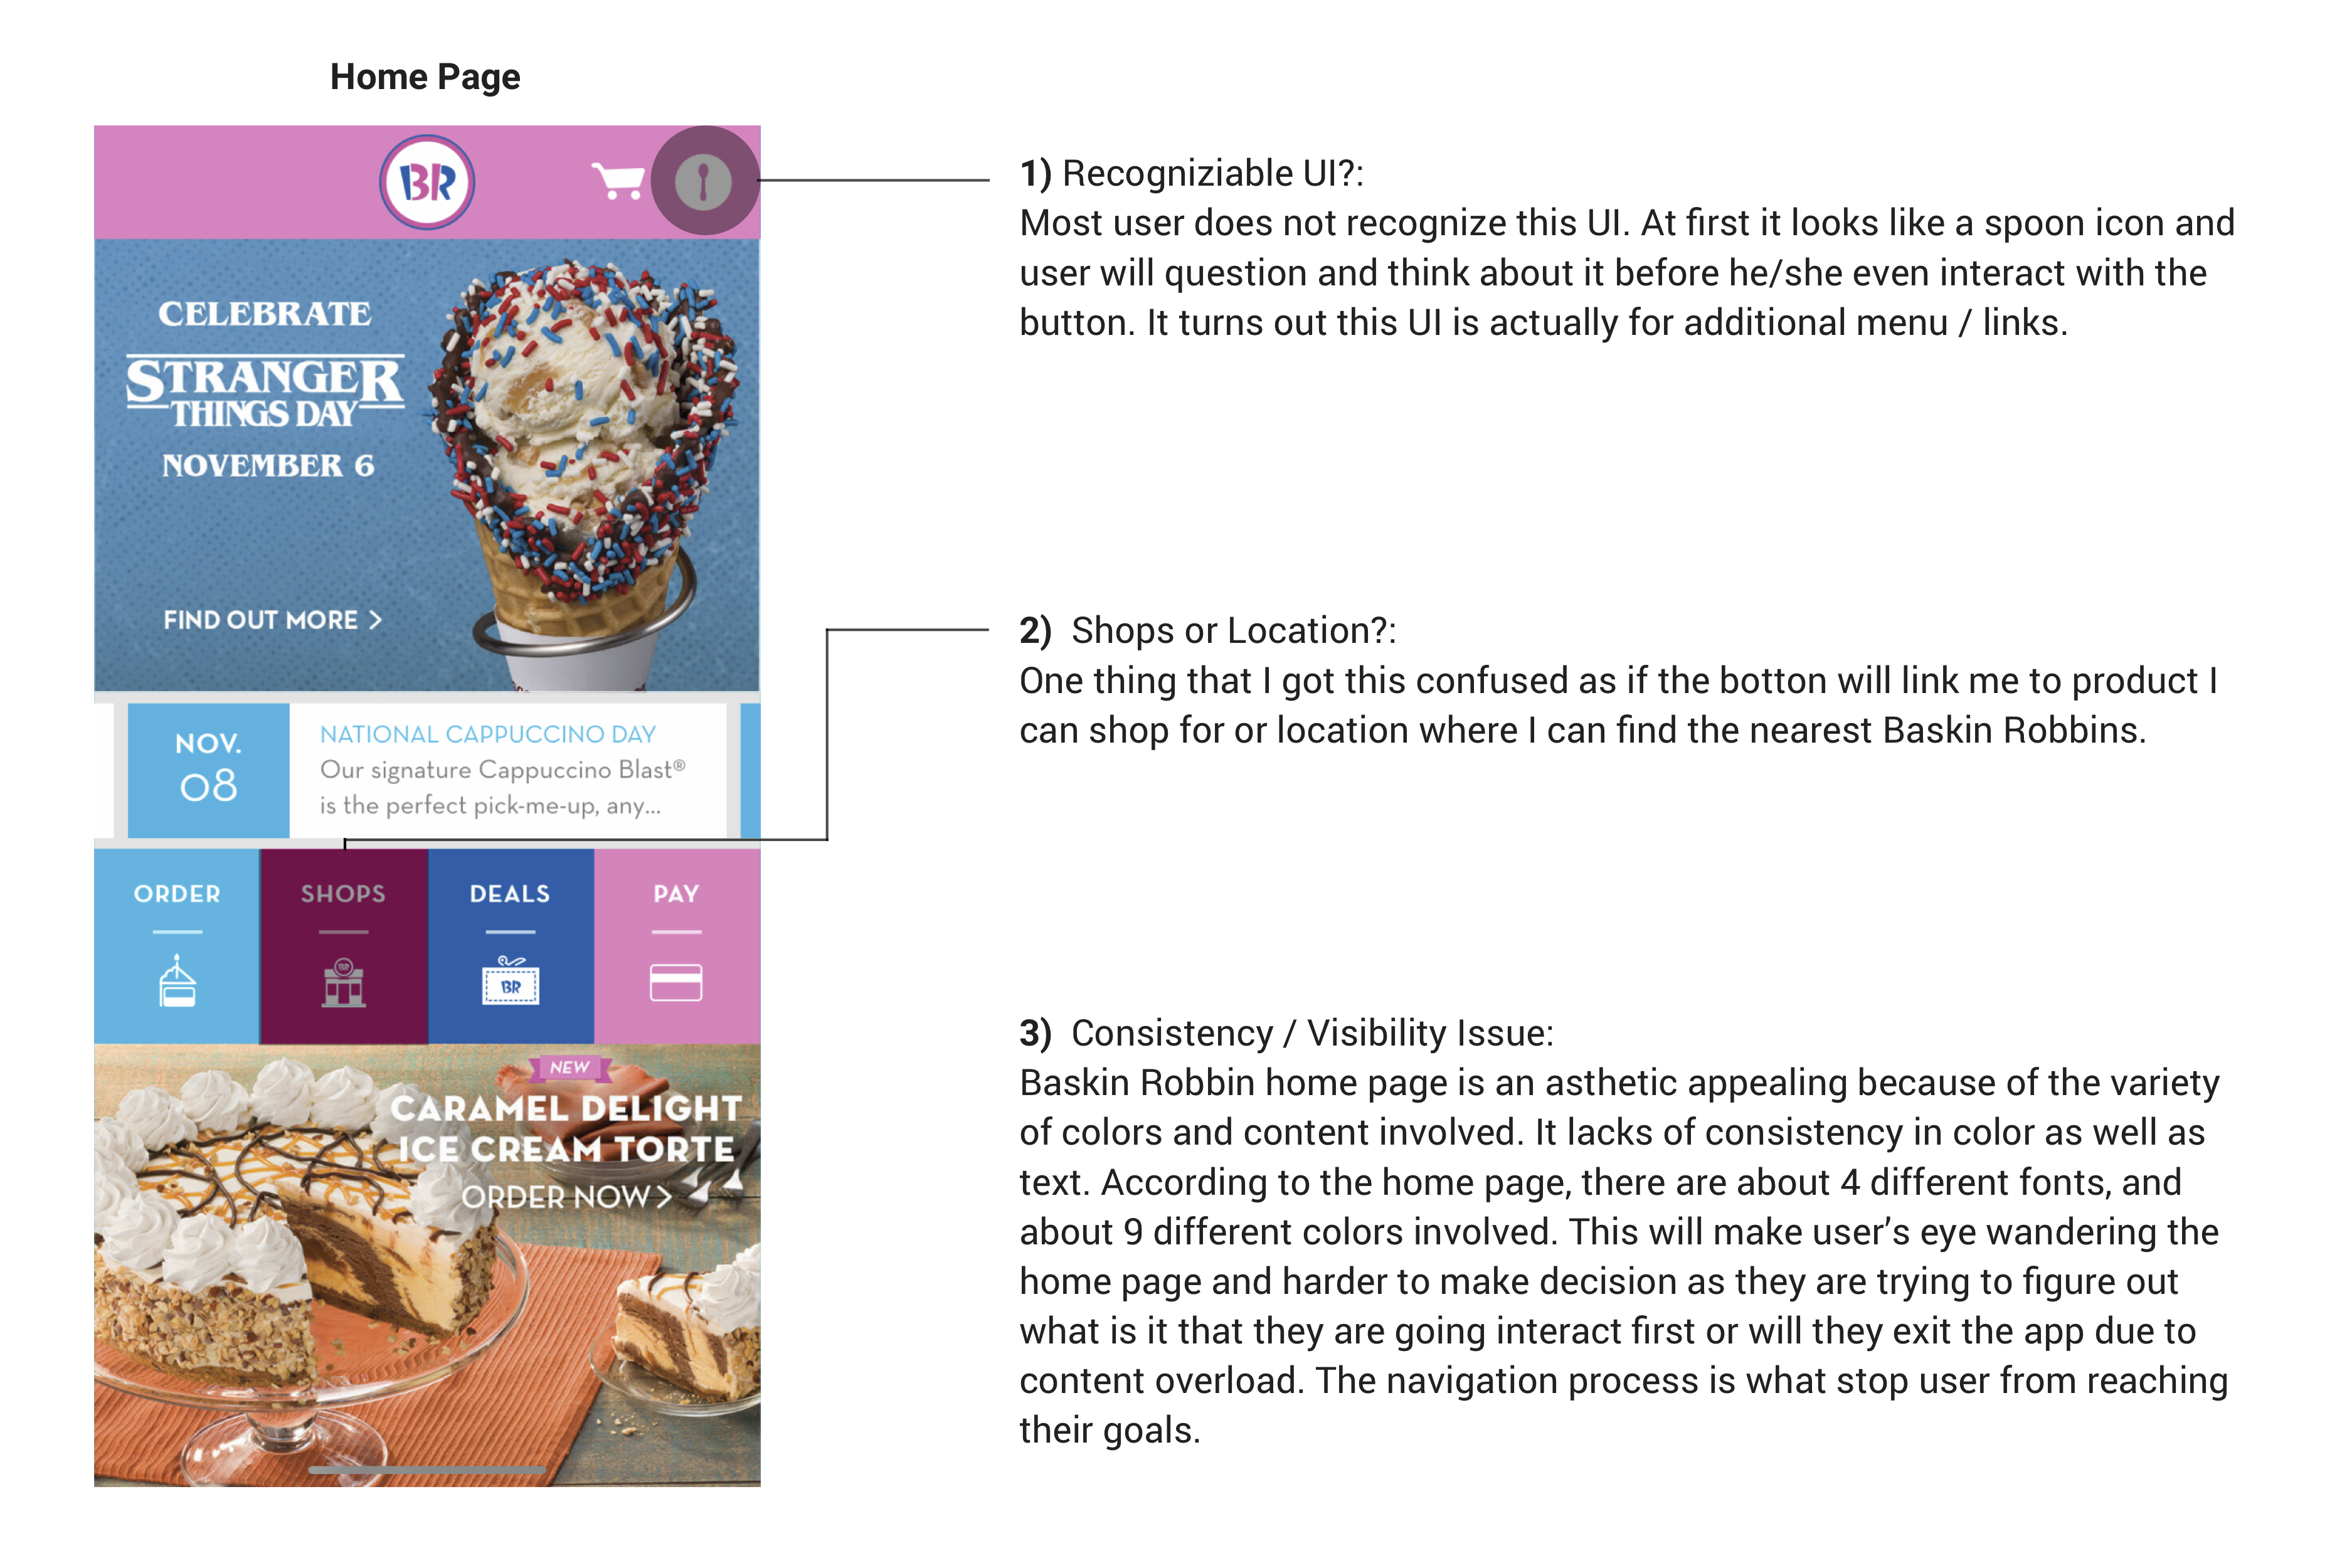 Home Page
BR
CELEBRATE
STRANGER
THINGS DAY
NOVEMBER 6
FIND OUT MORE >
NOV.
08
NATIONAL CAPPUCCINO DAY
Our signature Cappuccino Blast®
is the perfect pick-me-up, any...
ORDER
SHOPS
DEALS
PAY
BR
BR
NEW
CARAMEL DELIGHT
ICE CREAM TORTE
ORDER NOW >
1) Recogniziable UI?:
Most user does not recognize this UI. At first it looks like a spoon icon and
user will question and think about it before he/she even interact with the
button. It turns out this UI is actually for additional menu / links.
2) Shops or Location?:
One thing that I got this confused as if the botton will link me to product I
can shop for or location where I can find the nearest Baskin Robbins.
3) Consistency / Visibility Issue:
Baskin Robbin home page is an asthetic appealing because of the variety
of colors and content involved. It lacks of consistency in color as well as
text. According to the home page, there are about 4 different fonts, and
about 9 different colors involved. This will make user’s eye wandering the
home page and harder to make decision as they are trying to figure out
what is it that they are going interact first or will they exit the app due to
content overload. The navigation process is what stop user from reaching
their goals.